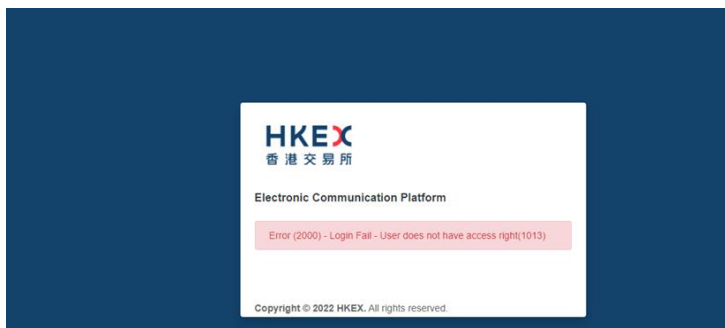 HKEX
香港交易所
Electronic Communication Platform
Error (2000) - Login Fail - User does not have access right(1013)
Copyright © 2022 HKEX. All rights reserved.